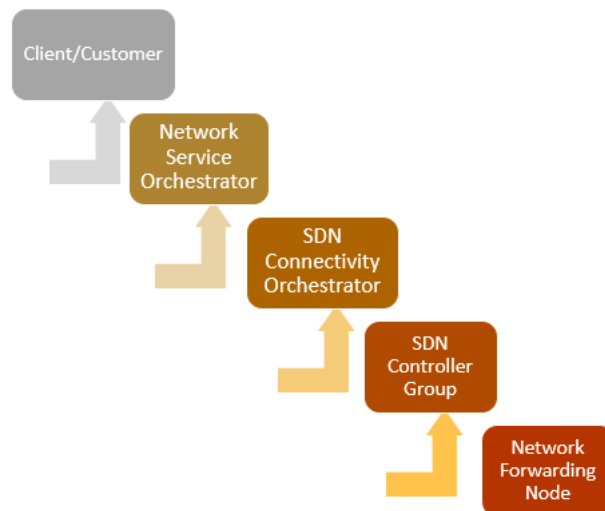 Client/Customer
Network
Service
Orchestrator
SDN
Connectivity
Orchestrator
SDN
Controller
Group
Network
Forwarding
Node